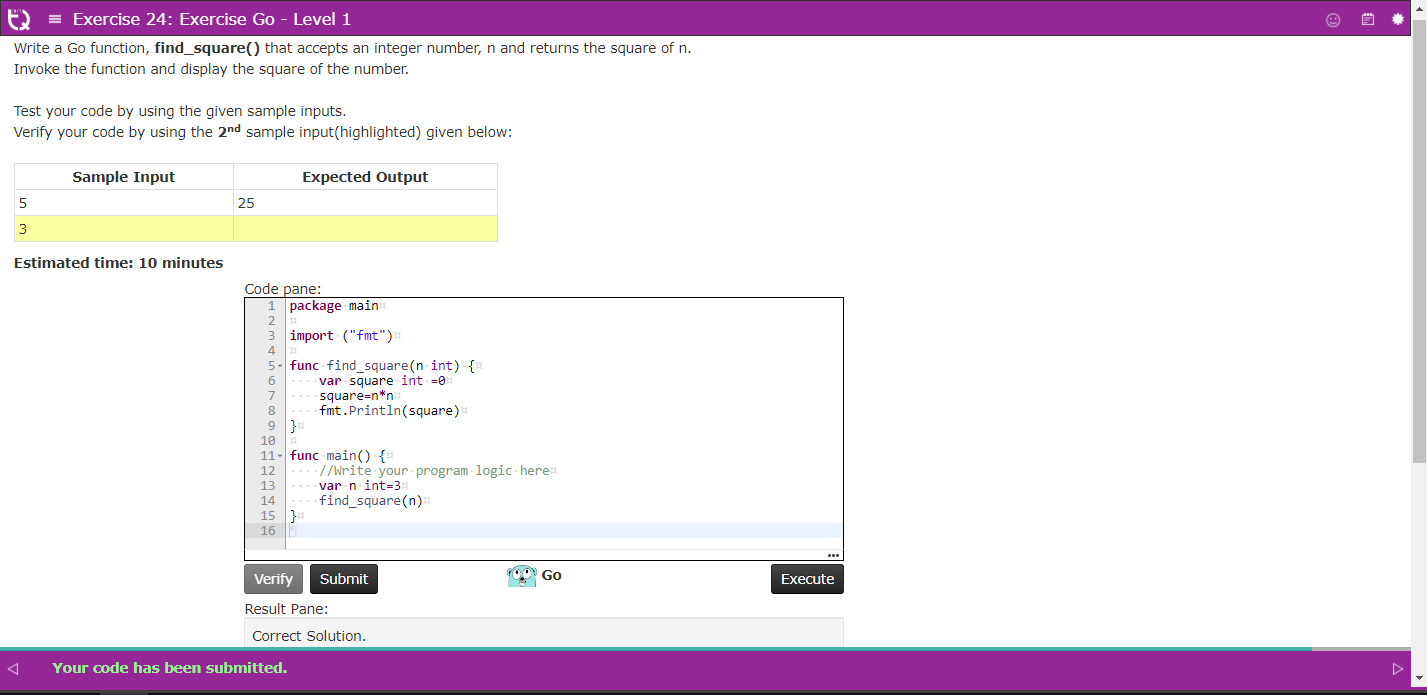 Exercise 24: Exercise Go - Level 1
Write a Go function, find_square() that accepts an integer number, n and returns the square of n.
Invoke the function and display the square of the number.
Test your code by using the given sample inputs.
Verify your code by using the 2nd sample input(highlighted) given below:
Sample Input Expected Output
5 25
3
Estimated time: 10 minutes
Code pane:
1 package main
2
3 import ("fmt")
4
5 func find_square(n int) {
6     var square int =0
7     square=n*n
8     fmt.Println(square)
9 }
10
11 func main() {
12     //Write your program logic here
13     var n int=3
14     find_square(n)
15 }
16
Verify Submit Go Execute
Result Pane:
Correct Solution.
Your code has been submitted.